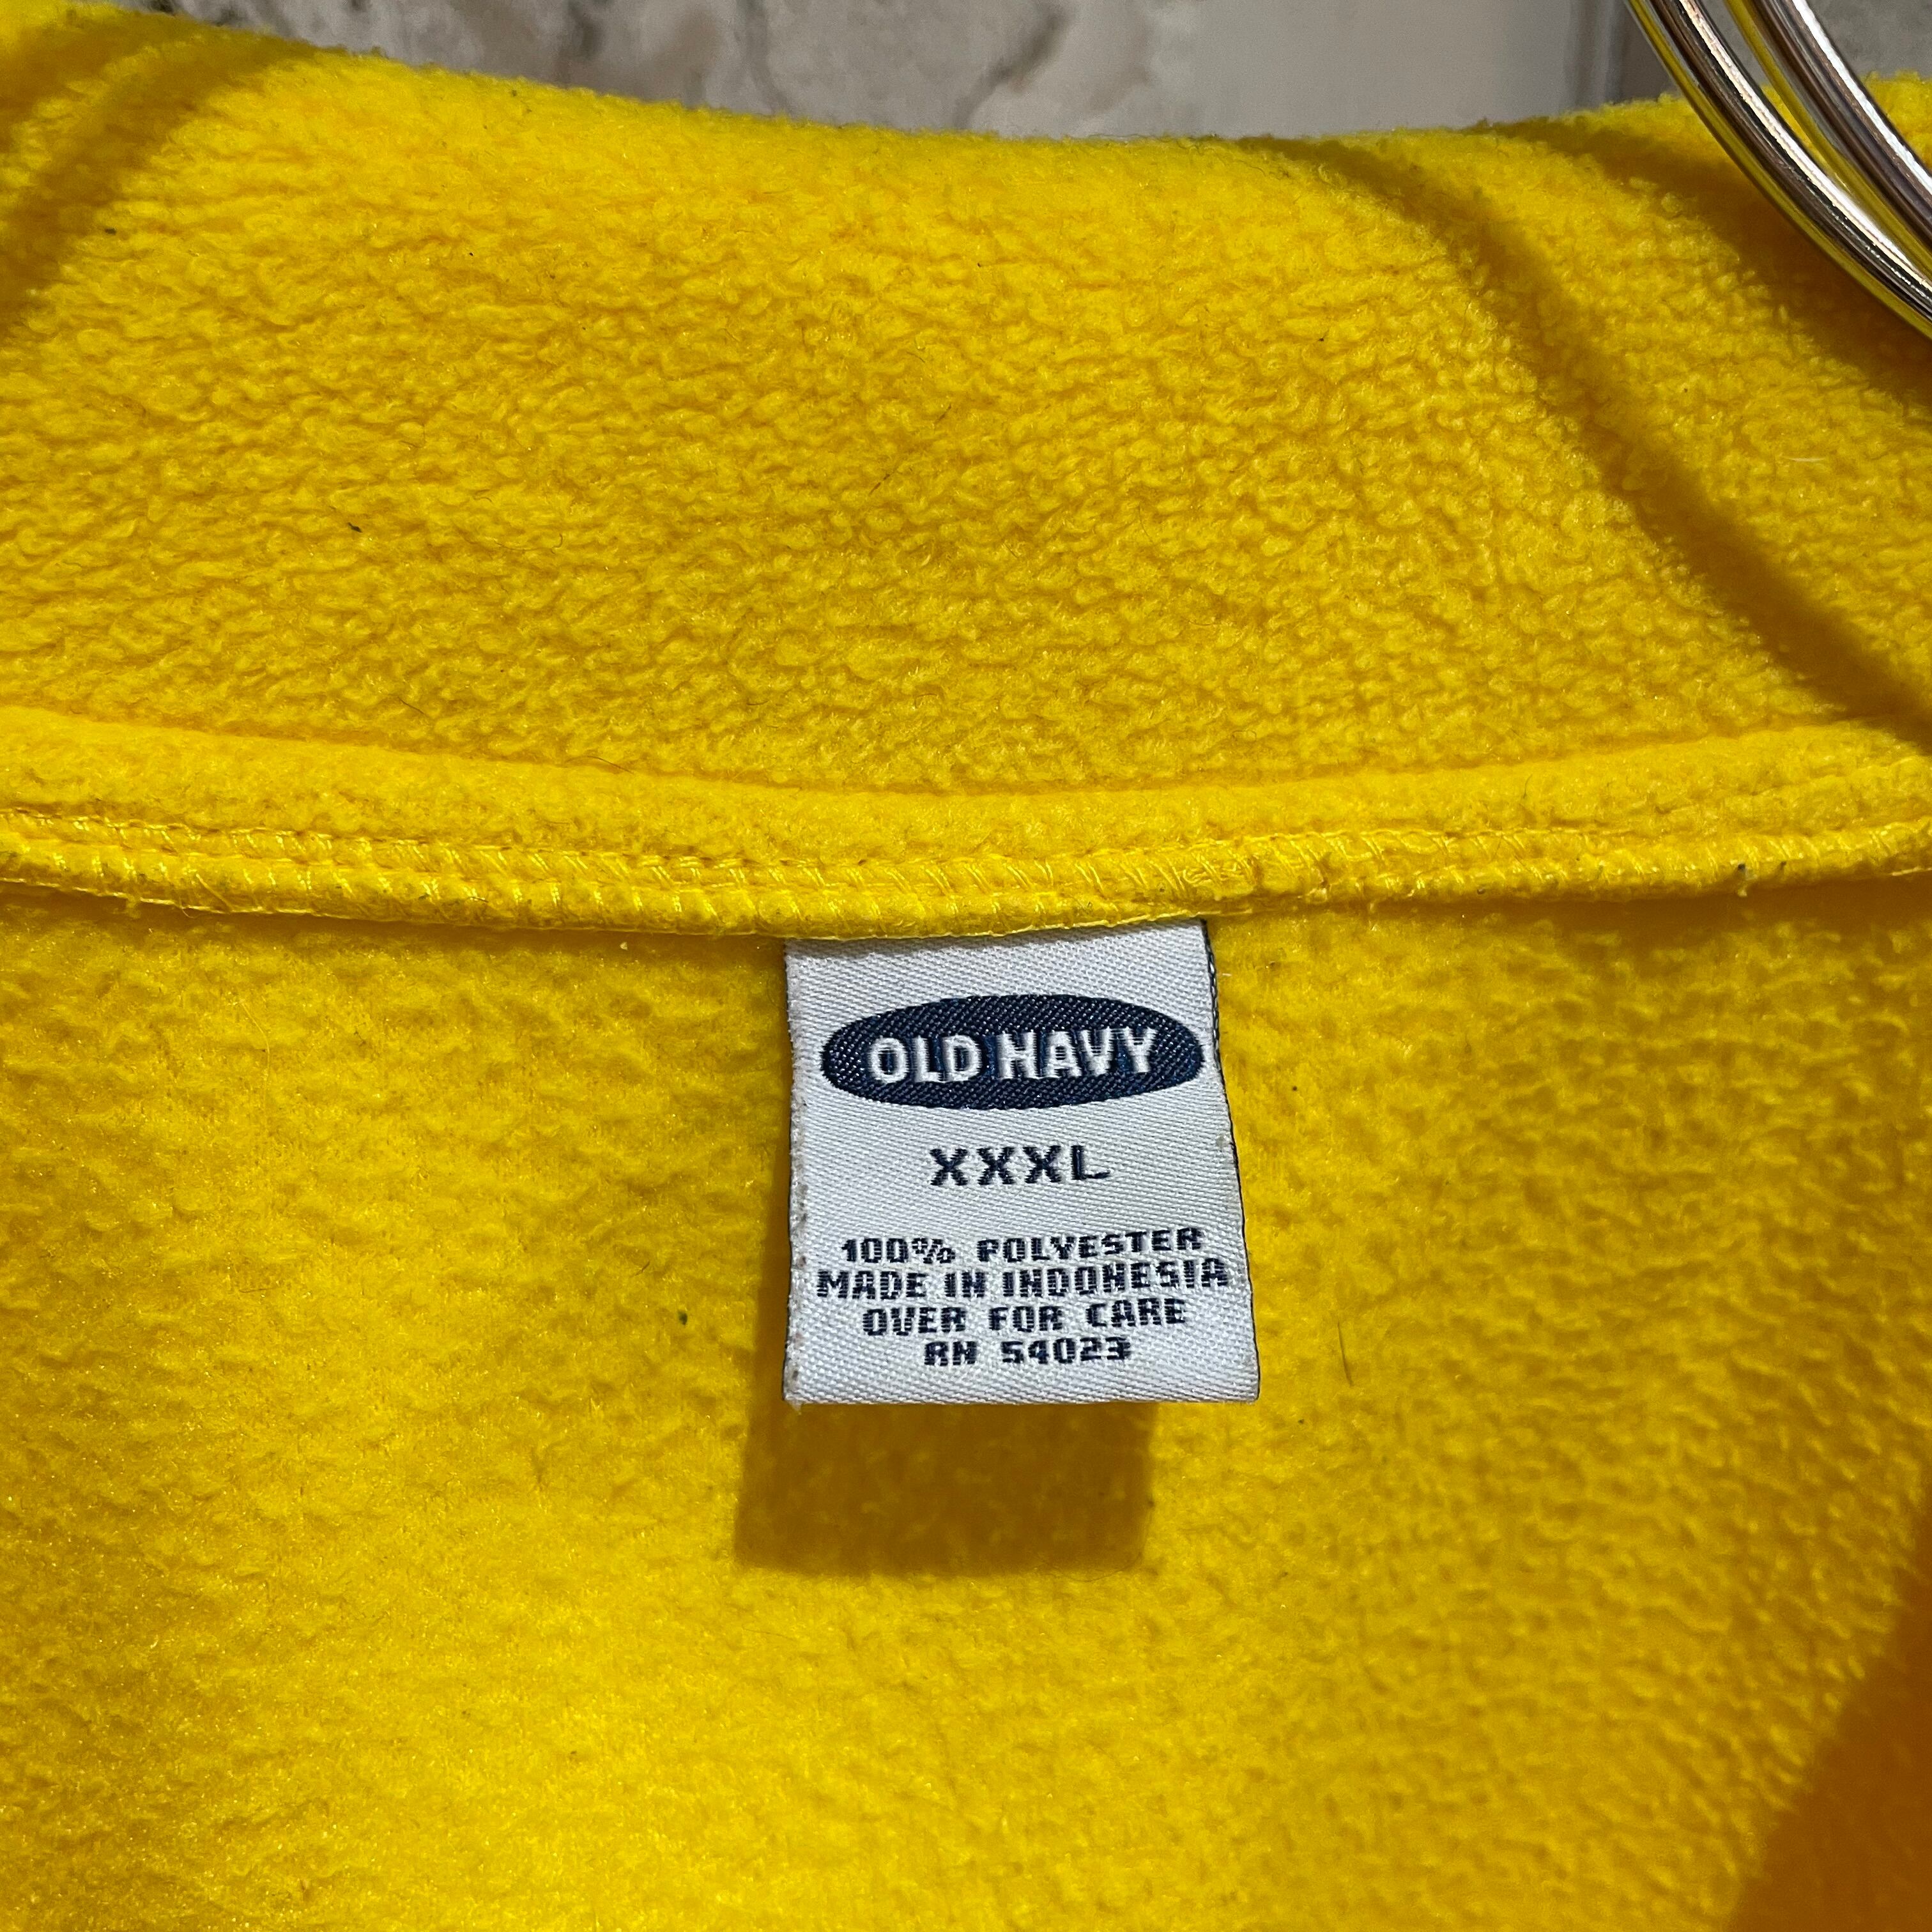 OLD NAVY
XXXL
100% POLYESTER
MADE IN INDONESIA
OVER FOR CARE
RN 54023